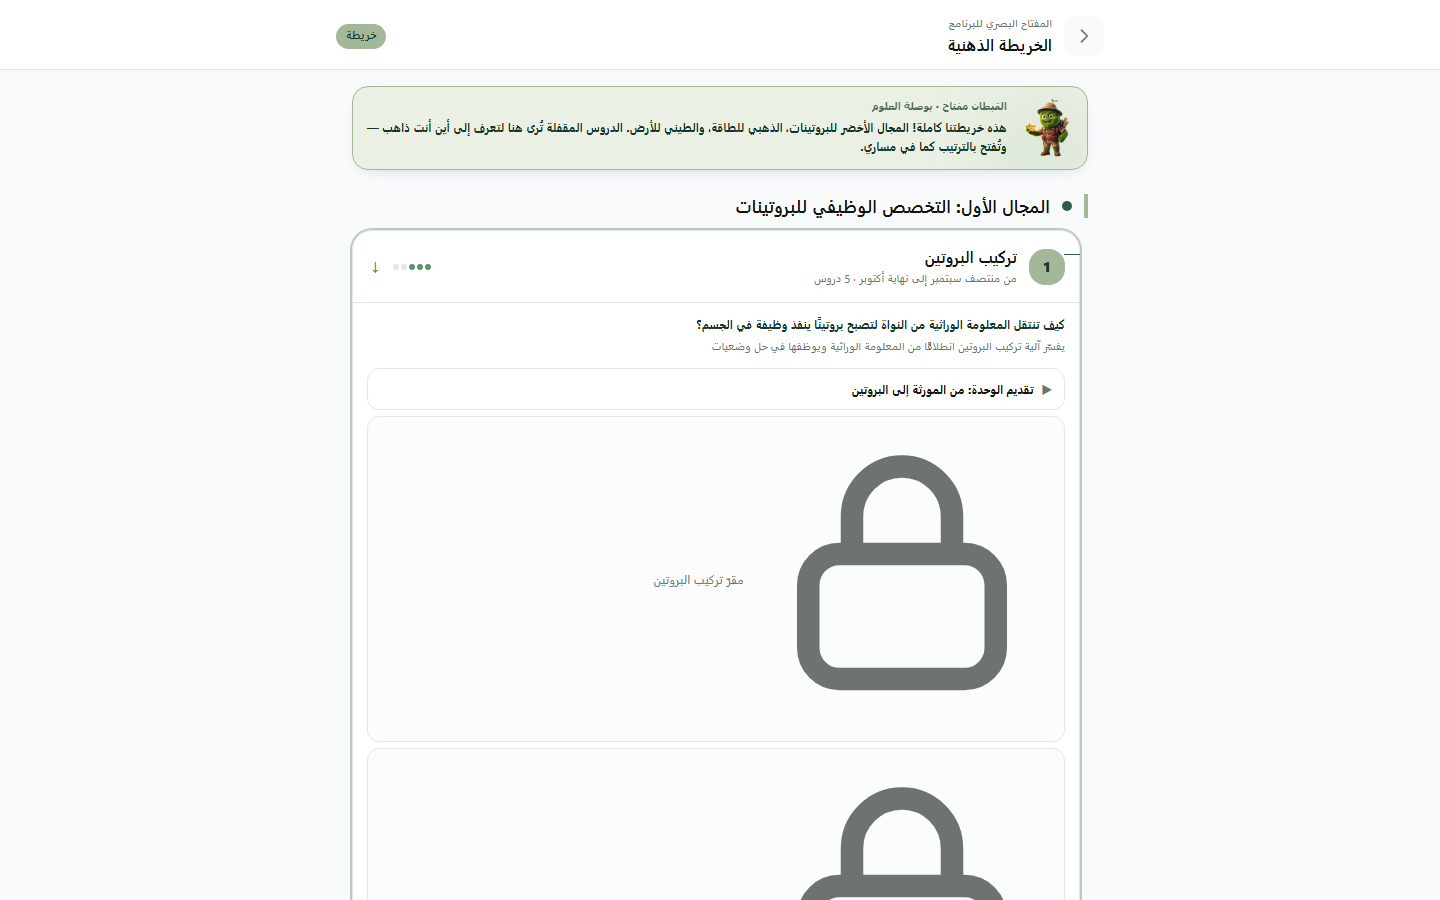 المفتاح البصري للبرنامج
الخريطة الذهنية
خريطة
القبطان مفتاح · بوصلة العلوم
هذه خريطتنا كاملة! المجال الأخضر للبروتينات، الذهبي للطاقة، والطيني للأرض. الدروس المقفلة تُرى هنا لتعرف إلى أين أنت ذاهب —
وتُفتح بالترتيب كما في مساري.
المجال الأول: التخصص الوظيفي للبروتينات
1
تركيب البروتين
من منتصف سبتمبر إلى نهاية أكتوبر · 5 دروس
كيف تنتقل المعلومة الوراثية من النواة لتصبح بروتينًا ينفذ وظيفة في الجسم؟
يفسّر آلية تركيب البروتين انطلاقًا من المعلومة الوراثية ويوظفها في حل وضعيات
تقديم الوحدة: من المورثة إلى البروتين
مقرّ تركيب البروتين